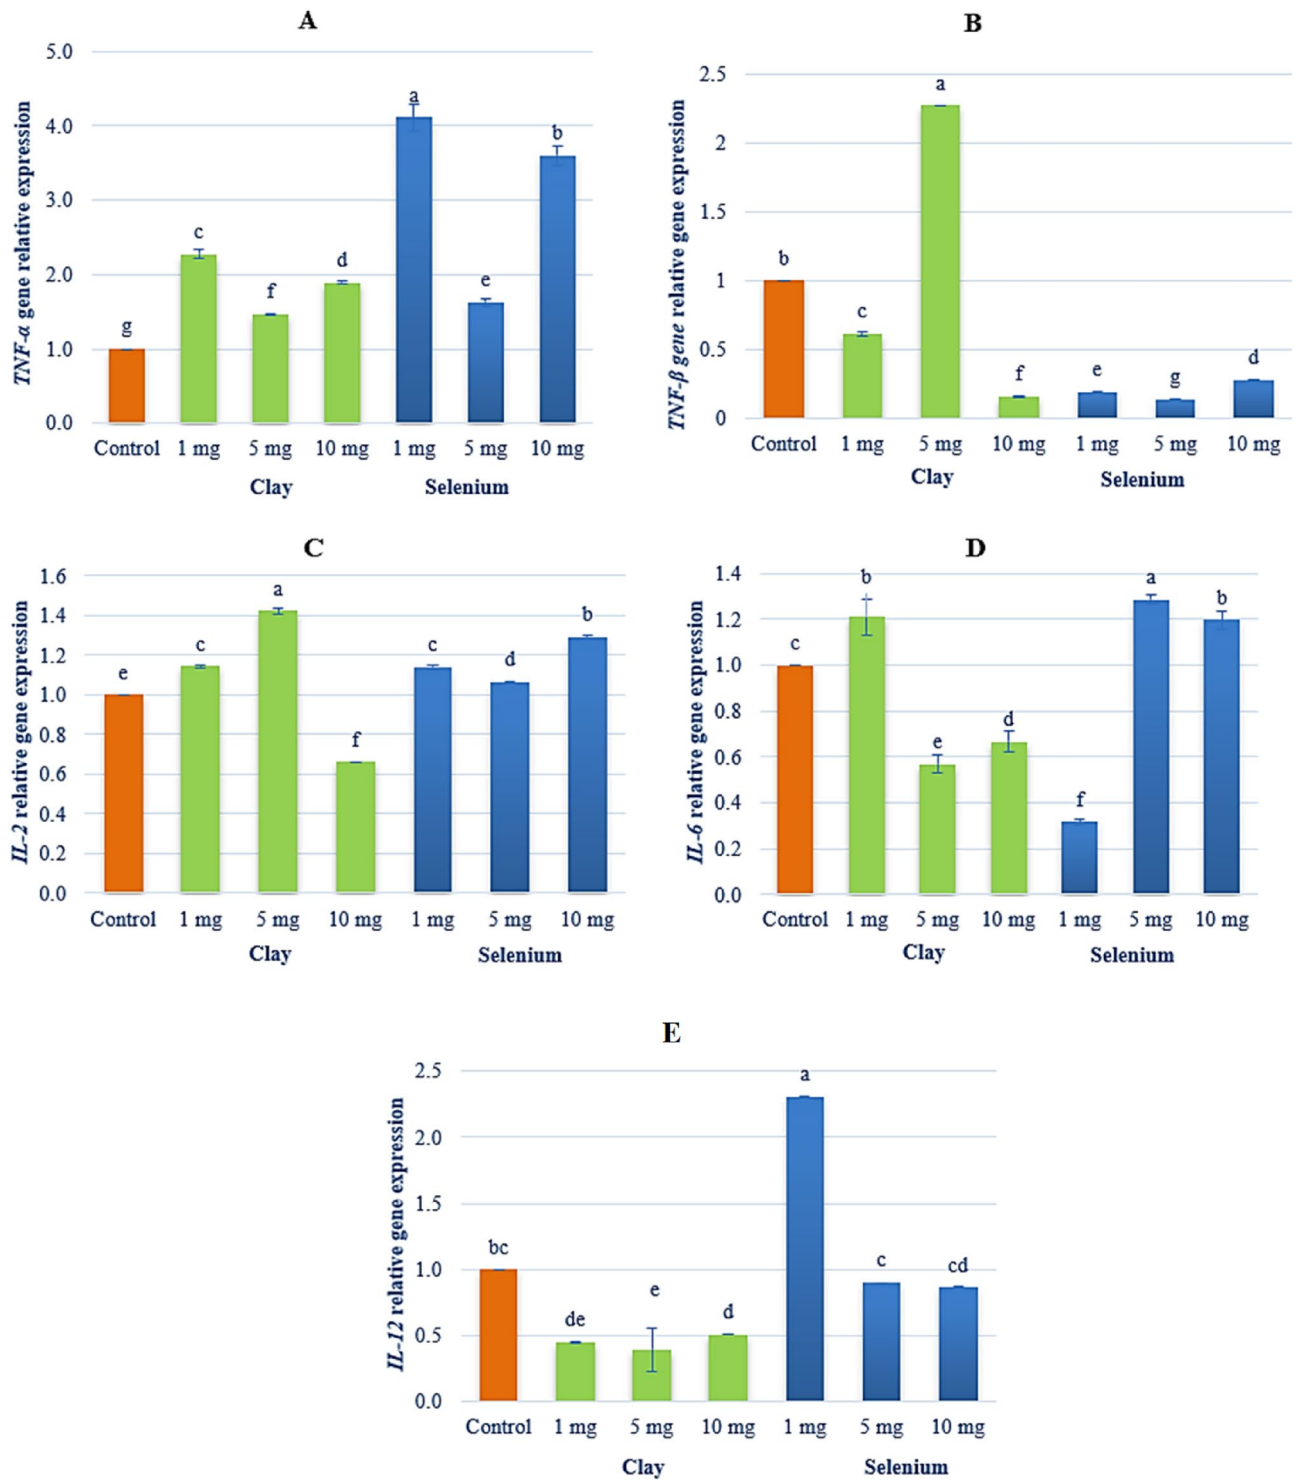 A
TNF-α gene relative expression
5.0
4.0
3.0
2.0
1.0
0.0
g
c
f
d
a
e
b
Control 1 mg 5 mg 10 mg 1 mg 5 mg 10 mg
Clay Selenium
B
TNF-β gene relative gene expression
2.5
2
1.5
1
0.5
0
b
c
a
f
e
g
d
Control 1 mg 5 mg 10 mg 1 mg 5 mg 10 mg
Clay Selenium
C
IL-2 relative gene expression
1.6
1.4
1.2
1.0
0.8
0.6
0.4
0.2
0.0
e
c
a
f
c
d
b
Control 1 mg 5 mg 10 mg 1 mg 5 mg 10 mg
Clay Selenium
D
IL-6 relative gene expression
1.4
1.2
1.0
0.8
0.6
0.4
0.2
0.0
c
b
e
d
f
a
b
Control 1 mg 5 mg 10 mg 1 mg 5 mg 10 mg
Clay Selenium
E
IL-12 relative gene expression
2.5
2.0
1.5
1.0
0.5
0.0
bc
de
e
d
a
c
cd
Control 1 mg 5 mg 10 mg 1 mg 5 mg 10 mg
Clay Selenium